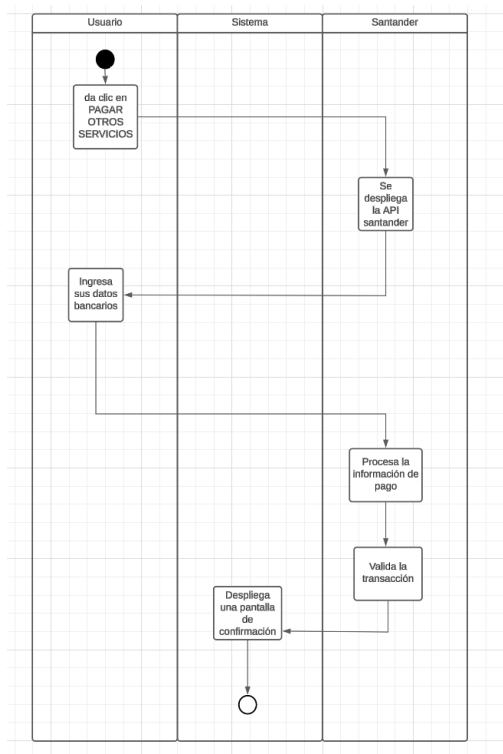 Usuario
Sistema
Santander
da clic en
PAGAR
OTROS
SERVICIOS
Se
despliega
la API
santander
Ingresa
sus datos
bancarios
Procesa la
información de
pago
Valida la
transacción
Despliega
una pantalla
de
confirmación